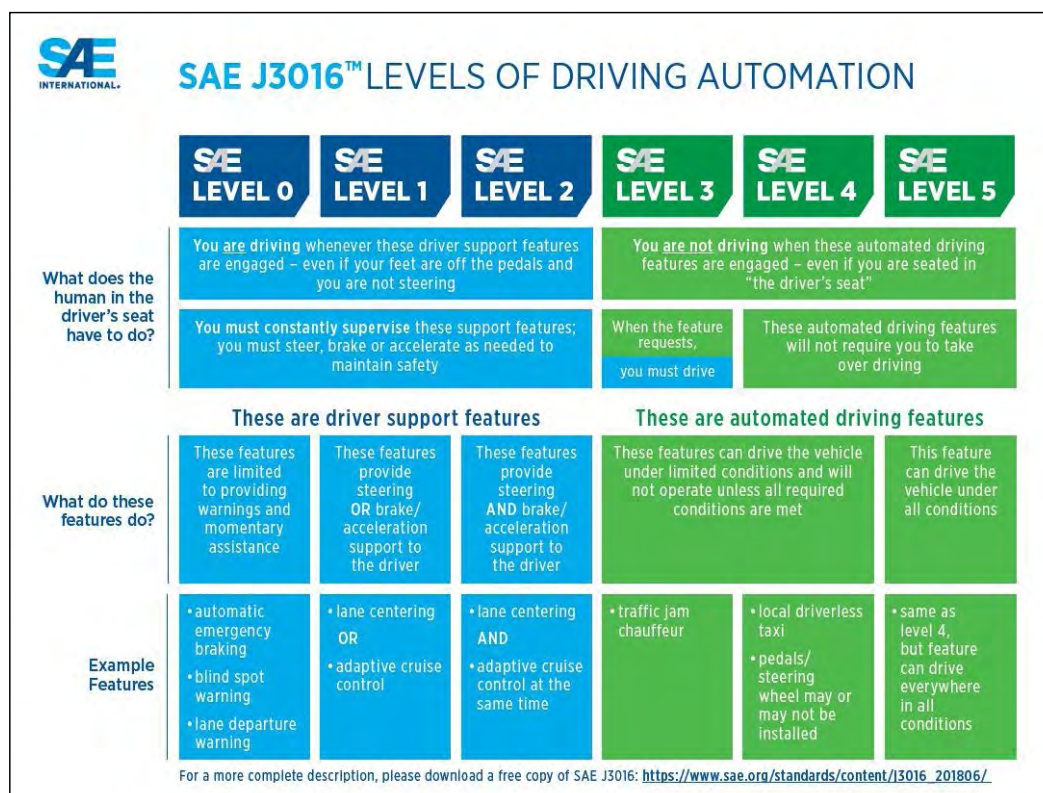 SAE
INTERNATIONAL®
SAE J3016™ LEVELS OF DRIVING AUTOMATION
SAE
LEVEL 0
SAE
LEVEL 1
SAE
LEVEL 2
SAE
LEVEL 3
SAE
LEVEL 4
SAE
LEVEL 5
What does the
human in the
driver's seat
have to do?
You are driving whenever these driver support features
are engaged – even if your feet are off the pedals and
you are not steering
You are not driving when these automated driving
features are engaged – even if you are seated in
“the driver's seat”
You must constantly supervise these support features;
you must steer, brake or accelerate as needed to
maintain safety
When the feature
requests,
you must drive
These automated driving features
will not require you to take
over driving
These are driver support features
These are automated driving features
What do these
features do?
These features
are limited
to providing
warnings and
momentary
assistance
These features
provide
steering
OR brake/
acceleration
support to
the driver
These features
provide
steering
AND brake/
acceleration
support to
the driver
These features can drive the vehicle
under limited conditions and will
not operate unless all required
conditions are met
This feature
can drive the
vehicle under
all conditions
Example
Features
• automatic
emergency
braking
• blind spot
warning
• lane departure
warning
• lane centering
OR
• adaptive cruise
control
• lane centering
AND
• adaptive cruise
control at the
same time
• traffic jam
chauffeur
• local driverless
taxi
• pedals/
steering
wheel may or
may not be
installed
• same as
level 4,
but feature
can drive
everywhere
in all
conditions
For a more complete description, please download a free copy of SAE J3016: https://www.sae.org/standards/content/J3016_201806/